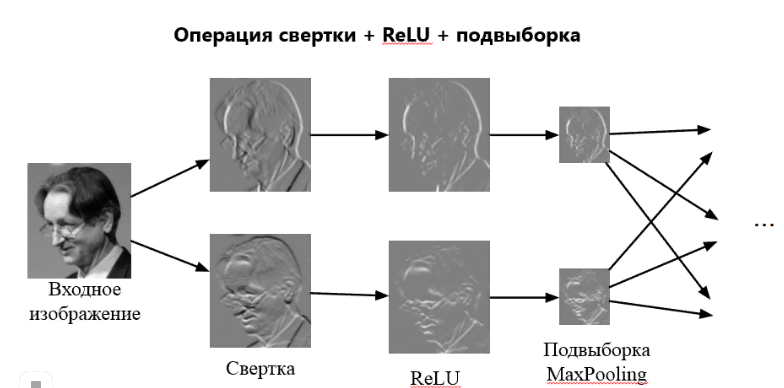 Операция свертки + ReLU + подвыборка
...
Входное
изображение
Свертка
ReLU
Подвыборка
MaxPooling